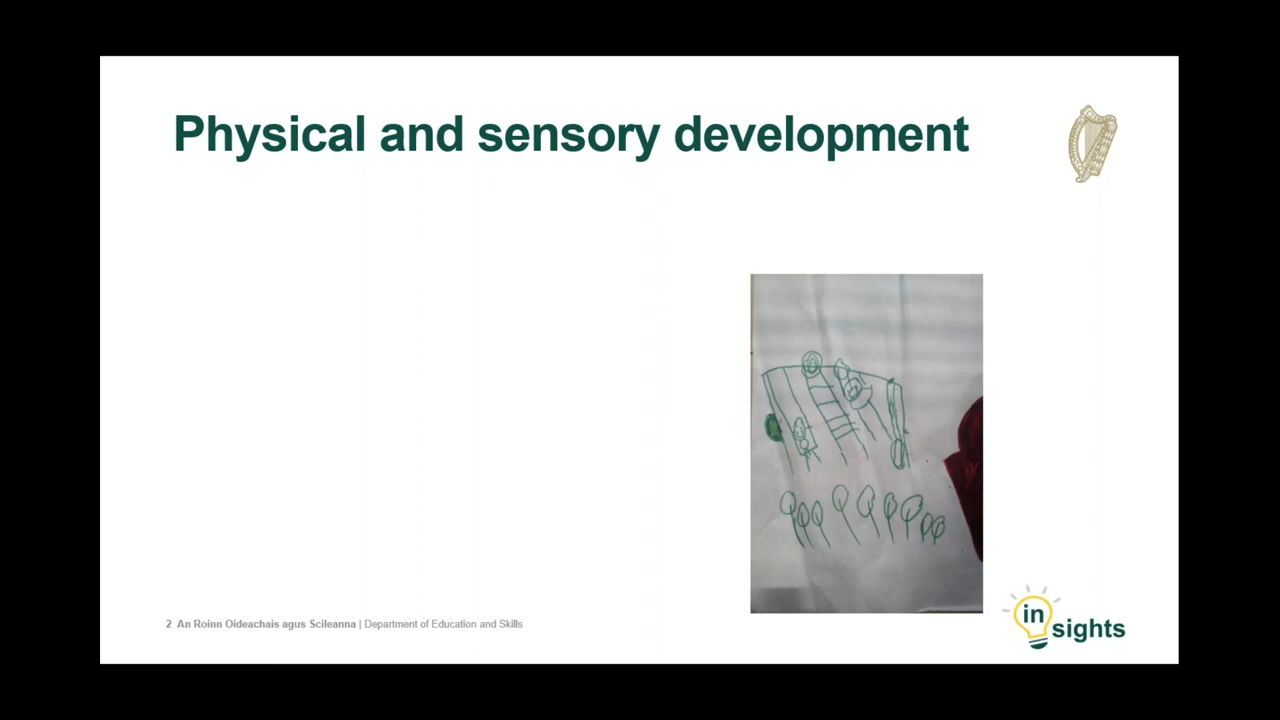 Physical and sensory development
2 An Roinn Oideachais agus Scileanna | Department of Education and Skills
in
sights